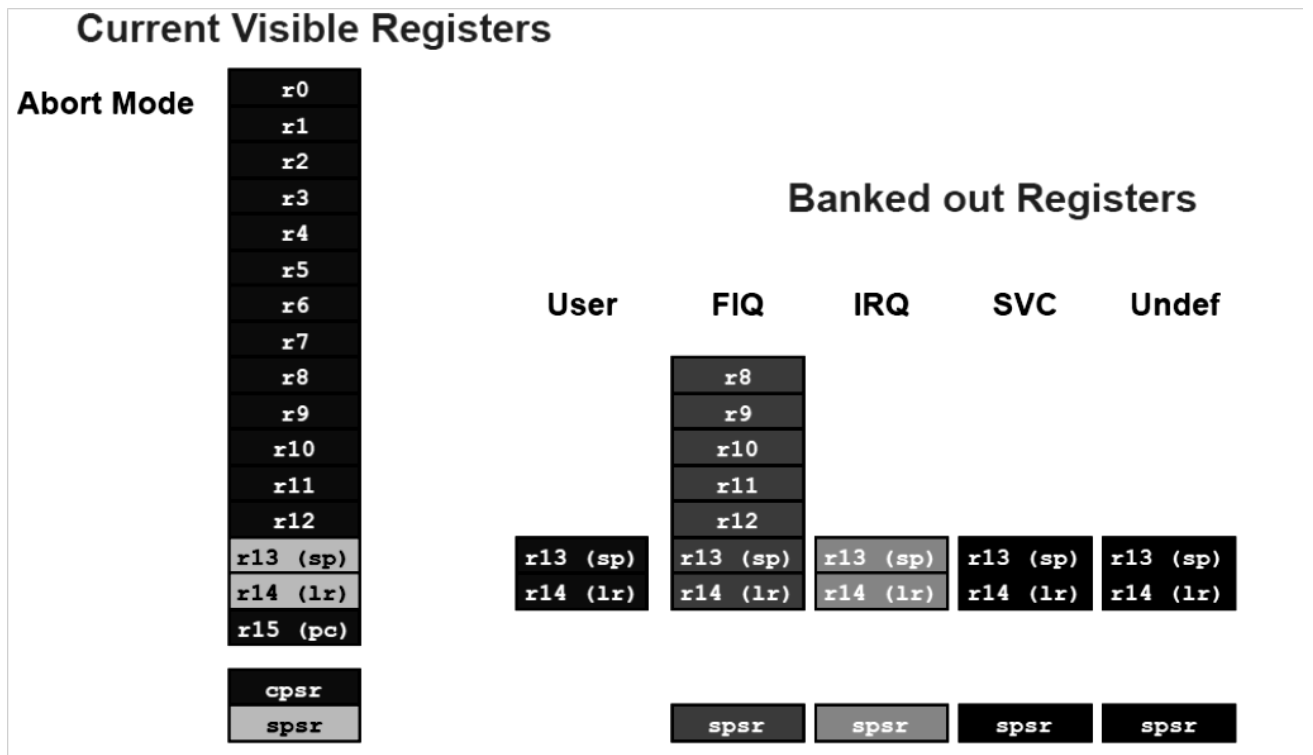 Current Visible Registers
Abort Mode
r0
r1
r2
r3
r4
r5
r6
r7
r8
r9
r10
r11
r12
r13 (sp)
r14 (lr)
r15 (pc)
cpsr
spsr
Banked out Registers
User FIQ IRQ SVC Undef
r8
r9
r10
r11
r12
r13 (sp) r13 (sp) r13 (sp) r13 (sp) r13 (sp)
r14 (lr) r14 (lr) r14 (lr) r14 (lr) r14 (lr)
spsr spsr spsr spsr